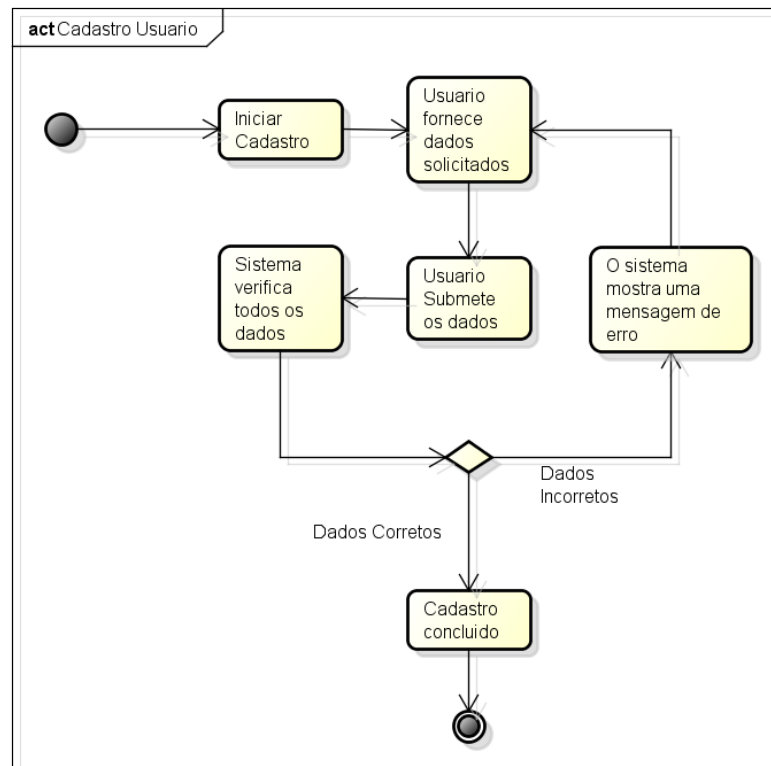 act Cadastro Usuario
Iniciar
Cadastro
Usuario
fornece
dados
solicitados
Usuario
Submete
os dados
Sistema
verifica
todos os
dados
O sistema
mostra uma
mensagem de
erro
Dados
Incorretos
Dados Corretos
Cadastro
concluido